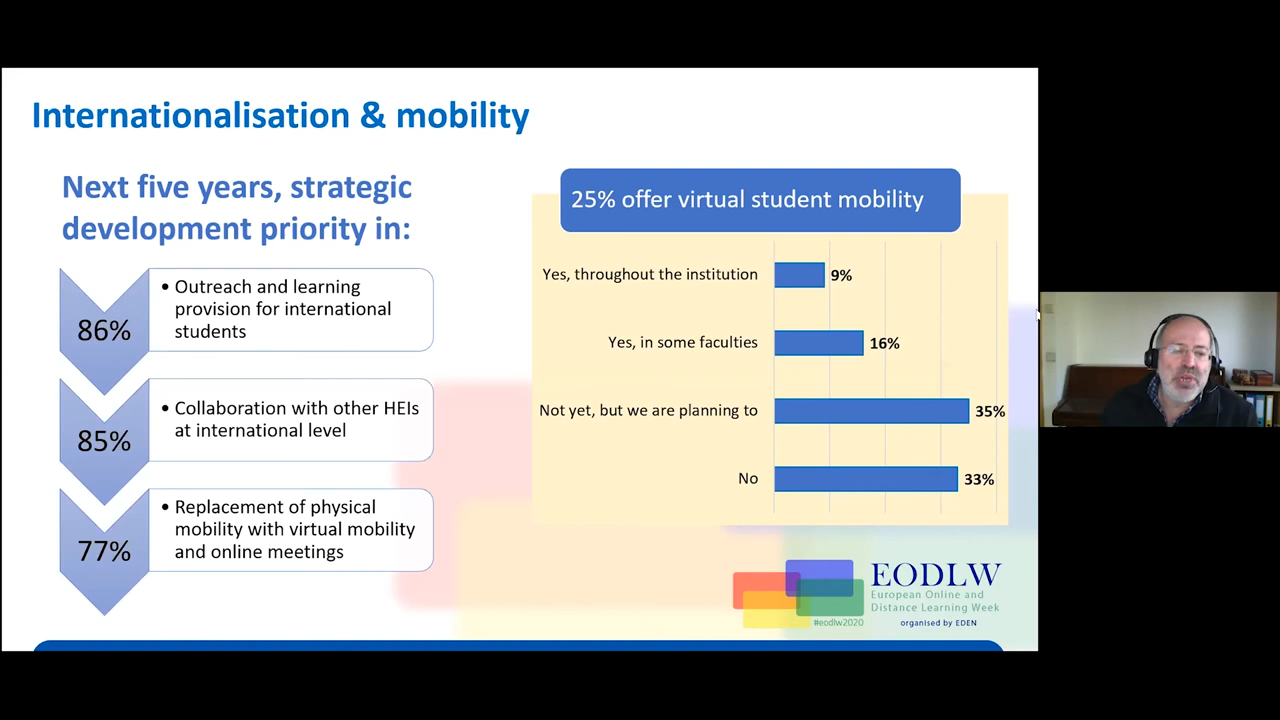 Internationalisation & mobility
Next five years, strategic
development priority in:
86%
• Outreach and learning
provision for international
students
85%
• Collaboration with other HEIs
at international level
77%
• Replacement of physical
mobility with virtual mobility
and online meetings
25% offer virtual student mobility
Yes, throughout the institution
9%
Yes, in some faculties
16%
Not yet, but we are planning to
35%
No
33%
EODLW
European Online and
Distance Learning Week
#eodlw2020
organised by EDEN